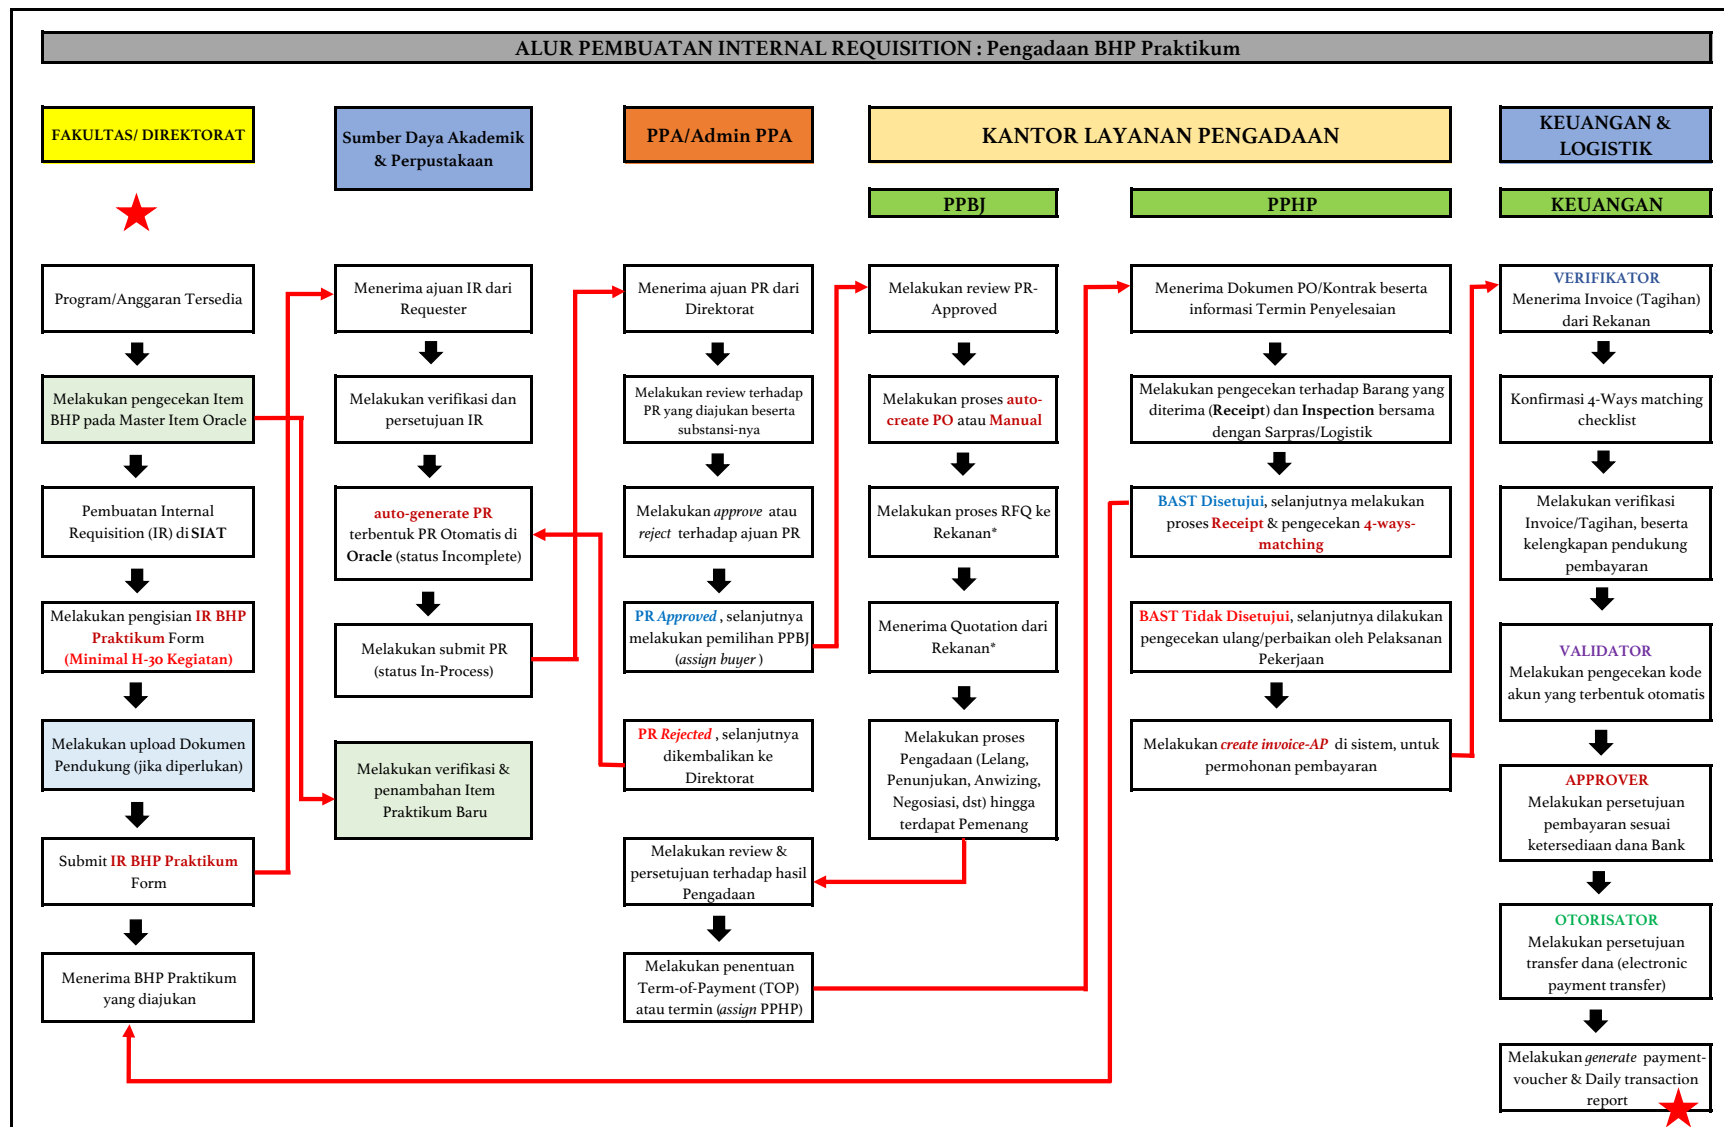 ALUR PEMBUATAN INTERNAL REQUISITION : Pengadaan BHP Praktikum
FAKULTAS/ DIREKTORAT
Program/Anggaran Tersedia
Melakukan pengecekan Item
BHP pada Master Item Oracle
Pembuatan Internal
Requisition (IR) di SIAT
Melakukan pengisian IR BHP
Praktikum Form
(Minimal H-30 Kegiatan)
Melakukan upload Dokumen
Pendukung (jika diperlukan)
Submit IR BHP Praktikum
Form
Menerima BHP Praktikum
yang diajukan
Sumber Daya Akademik
& Perpustakaan
Menerima ajuan IR dari
Requester
Melakukan verifikasi dan
persetujuan IR
auto-generate PR
terbentuk PR Otomatis di
Oracle (status Incomplete)
Melakukan submit PR
(status In-Process)
Melakukan verifikasi &
penambahan Item
Praktikum Baru
PPA/Admin PPA
Menerima ajuan PR dari
Direktorat
Melakukan review terhadap
PR yang diajukan beserta
substansi-nya
Melakukan approve atau
reject terhadap ajuan PR
PR Approved , selanjutnya
melakukan pemilihan PPBJ
(assign buyer )
PR Rejected , selanjutnya
dikembalikan ke
Direktorat
Melakukan review &
persetujuan terhadap hasil
Pengadaan
Melakukan penentuan
Term-of-Payment (TOP)
atau termin (assign PPHP)
KANTOR LAYANAN PENGADAAN
PPBJ
Melakukan review PR-
Approved
Melakukan proses auto-
create PO atau Manual
Melakukan proses RFQ ke
Rekanan*
Menerima Quotation dari
Rekanan*
Melakukan proses
Pengadaan (Lelang,
Penunjukan, Anwizing,
Negosiasi, dst) hingga
terdapat Pemenang
PPHP
Menerima Dokumen PO/Kontrak beserta
informasi Termin Penyelesaian
Melakukan pengecekan terhadap Barang yang
diterima (Receipt) dan Inspection bersama
dengan Sarpras/Logistik
BAST Disetujui, selanjutnya melakukan
proses Receipt & pengecekan 4-ways-
matching
BAST Tidak Disetujui, selanjutnya dilakukan
pengecekan ulang/perbaikan oleh Pelaksanan
Pekerjaan
Melakukan create invoice-AP di sistem, untuk
permohonan pembayaran
KEUANGAN &
LOGISTIK
KEUANGAN
VERIFIKATOR
Menerima Invoice (Tagihan)
dari Rekanan
Konfirmasi 4-Ways matching
checklist
Melakukan verifikasi
Invoice/Tagihan, beserta
kelengkapan pendukung
pembayaran
VALIDATOR
Melakukan pengecekan kode
akun yang terbentuk otomatis
APPROVER
Melakukan persetujuan
pembayaran sesuai
ketersediaan dana Bank
OTORISATOR
Melakukan persetujuan
transfer dana (electronic
payment transfer)
Melakukan generate payment-
voucher & Daily transaction
report